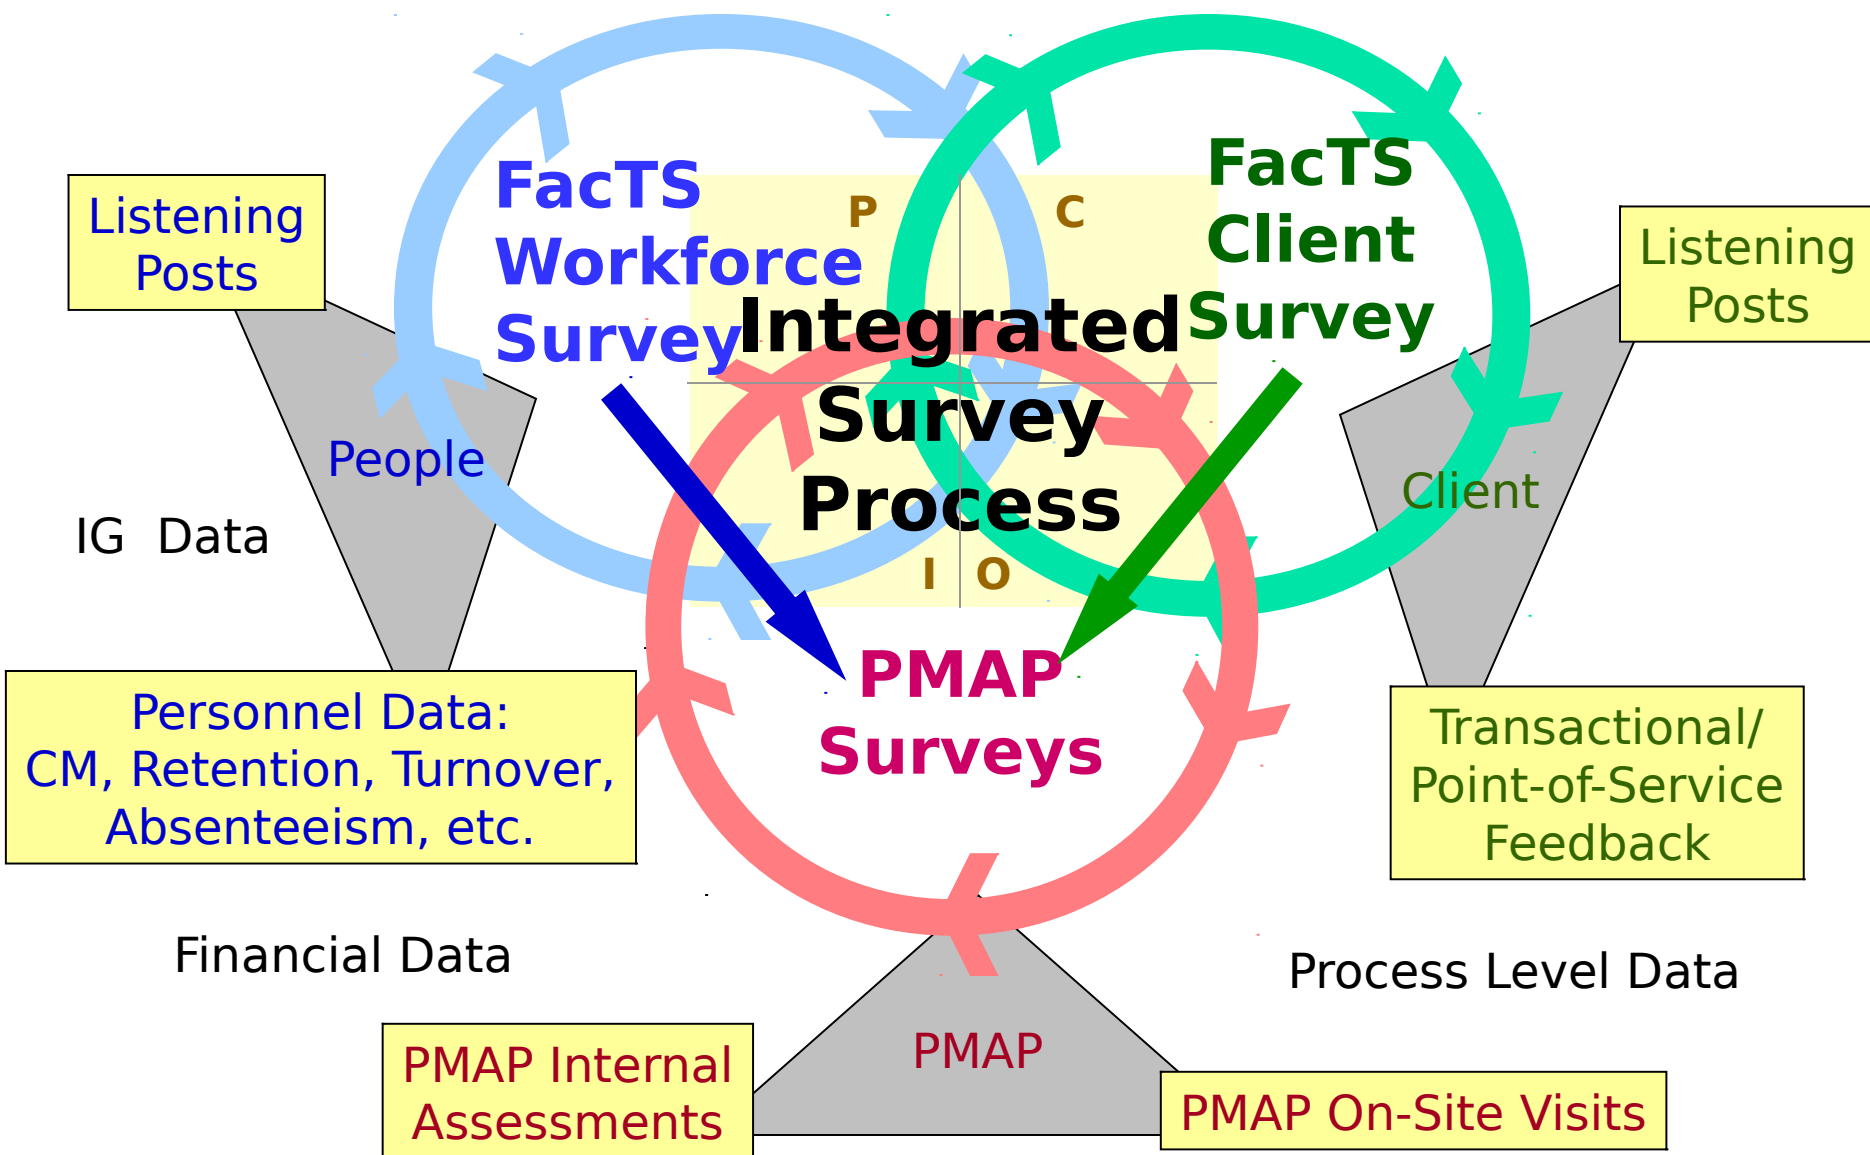 FacTS
Workforce
Survey
FacTS
Client
Survey
P
C
Listening
Posts
Listening
Posts
Integrated
Survey
Process
People
Client
IG  Data
I
O
PMAP
Surveys
Personnel Data:
CM, Retention, Turnover,
Absenteeism, etc.
Transactional/
Point-of-Service
Feedback
Financial Data
Process Level Data
PMAP
PMAP Internal
Assessments
PMAP On-Site Visits